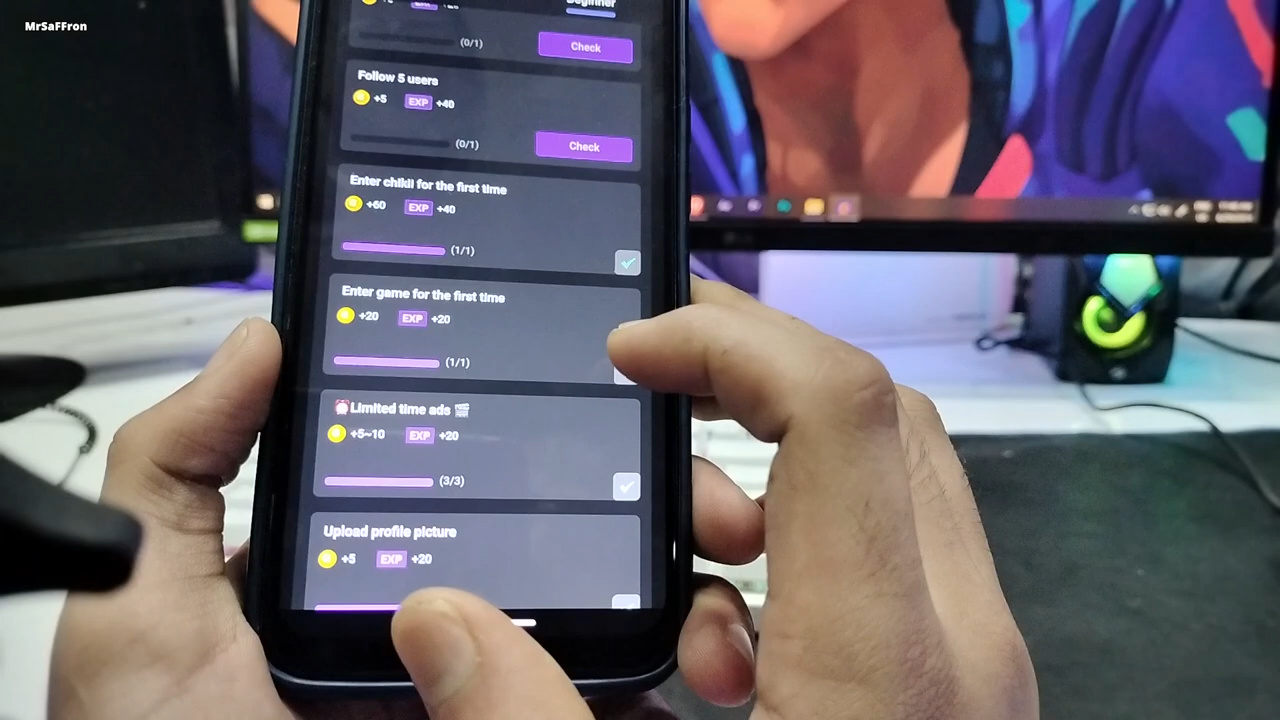 MrSaFFron
Beginner
(0/1)
Check
Follow 5 users
+5 EXP +40
(0/1)
Check
Enter chikii for the first time
+60 EXP +40
(1/1)
Enter game for the first time
+20 EXP +20
(1/1)
Limited time ads
+5~10 EXP +20
(3/3)
Upload profile picture
+5 EXP +20
LG